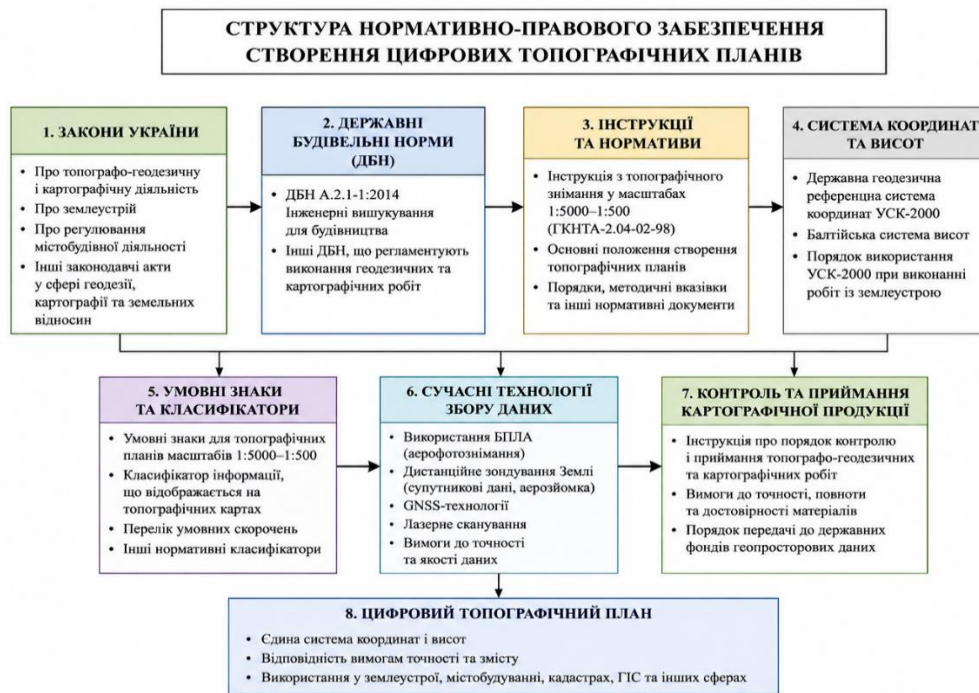 СТРУКТУРА НОРМАТИВНО-ПРАВОВОГО ЗАБЕЗПЕЧЕННЯ
СТВОРЕННЯ ЦИФРОВИХ ТОПОГРАФІЧНИХ ПЛАНІВ
1. ЗАКОНИ УКРАЇНИ
• Про топографо-геодезичну
і картографічну діяльність
• Про землеустрій
• Про регулювання
містобудівної діяльності
• Інші законодавчі акти
у сфері геодезії,
картографії та земельних
відносин
2. ДЕРЖАВНІ
БУДІВЕЛЬНІ НОРМИ
(ДБН)
• ДБН А.2.1-1:2014
Інженерні вишукування
для будівництва
• Інші ДБН, що регламентують
виконання геодезичних та
картографічних робіт
3. ІНСТРУКЦІЇ
ТА НОРМАТИВИ
• Інструкція з топографічного
знімання у масштабах
1:5000–1:500
(ГКНТА-2.04-02-98)
• Основні положення створення
топографічних планів
• Порядки, методичні вказівки
та інші нормативні документи
4. СИСТЕМА КООРДИНАТ
ТА ВИСОТ
• Державна геодезична
референцна система
координат УСК-2000
• Балтійська система висот
• Порядок використання
УСК-2000 при виконанні
робіт із землеустрою
5. УМОВНІ ЗНАКИ
ТА КЛАСИФІКАТОРИ
• Умовні знаки для топографічних
планів масштабів 1:5000–1:500
• Класифікатор інформації,
що відображається на
топографічних картах
• Перелік умовних скорочень
• Інші нормативні класифікатори
6. СУЧАСНІ ТЕХНОЛОГІЇ
ЗБОРУ ДАНИХ
• Використання БПЛА
(аерофотознімання)
• Дистанційне зондування Землі
(супутникові дані, аерозйомка)
• GNSS-технології
• Лазерне сканування
• Вимоги до точності
та якості даних
7. КОНТРОЛЬ ТА ПРИЙМАННЯ
КАРТОГРАФІЧНОЇ ПРОДУКЦІЇ
• Інструкція про порядок контролю
і приймання топографо-геодезичних
та картографічних робіт
• Вимоги до точності, повноти
та достовірності матеріалів
• Порядок передачі до державних
фондів геопросторових даних
8. ЦИФРОВИЙ ТОПОГРАФІЧНИЙ ПЛАН
• Єдина система координат і висот
• Відповідність вимогам точності та змісту
• Використання у землеустрої, містобудуванні, кадастрах, ГІС та інших сферах